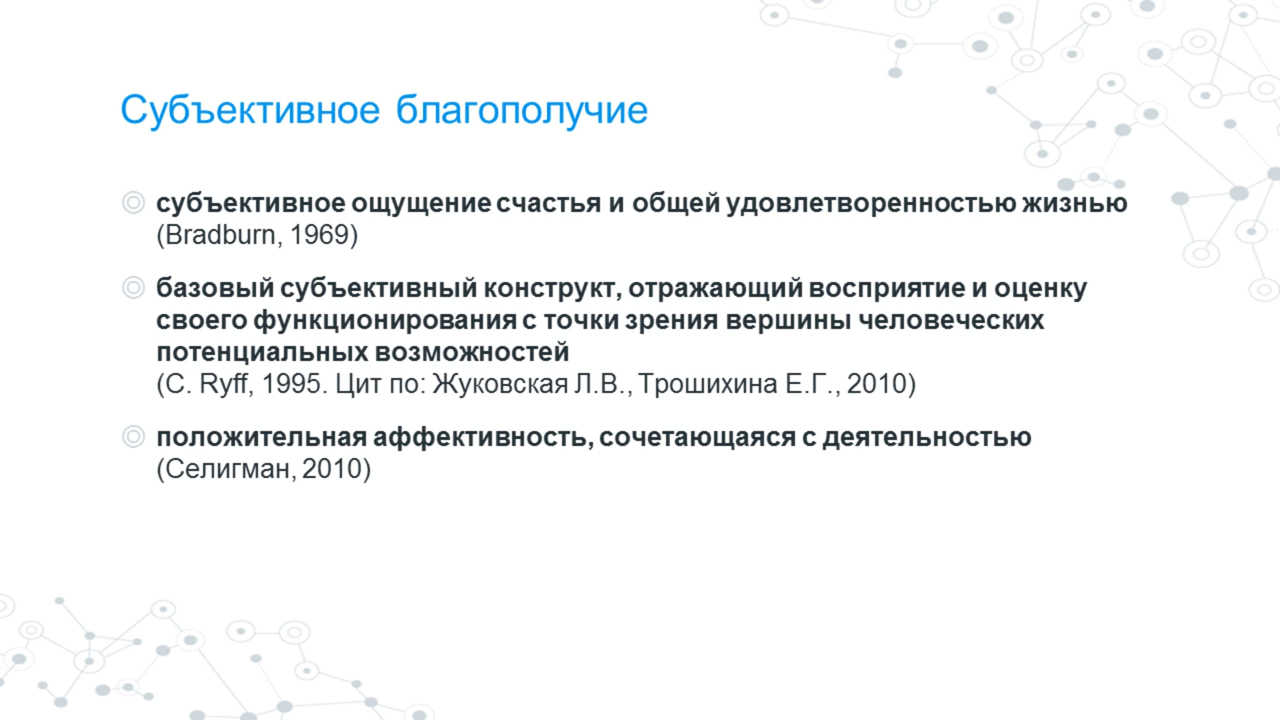 Субъективное благополучие
субъективное ощущение счастья и общей удовлетворенностью жизнью
(Bradburn, 1969)
базовый субъективный конструкт, отражающий восприятие и оценку
своего функционирования с точки зрения вершины человеческих
потенциальных возможностей
(C. Ryff, 1995. Цит по: Жуковская Л.В., Трошихина Е.Г., 2010)
положительная аффективность, сочетающаяся с деятельностью
(Селигман, 2010)